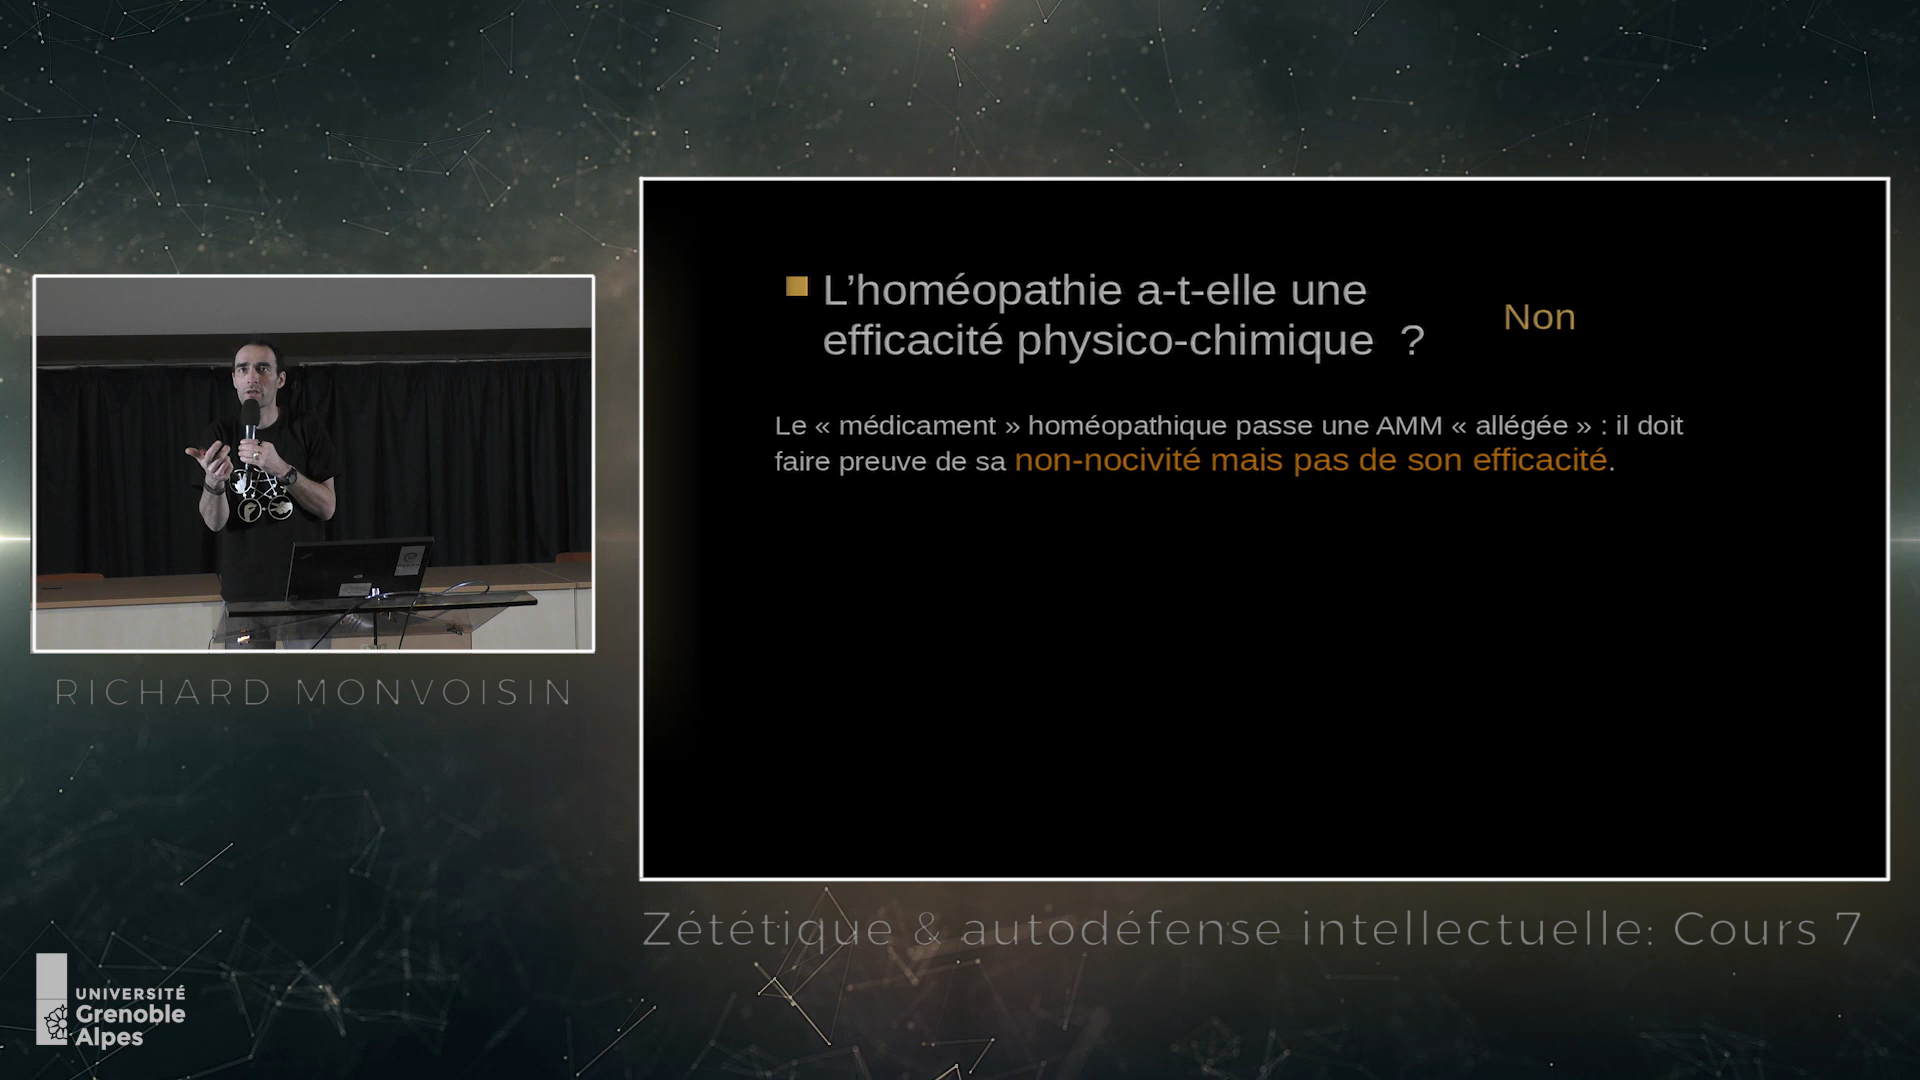 L’homéopathie a-t-elle une
efficacité physico-chimique ?
Non
Le « médicament » homéopathique passe une AMM « allégée » : il doit
faire preuve de sa non-nocivité mais pas de son efficacité.
RICHARD MONVOISIN
Zététique & autodéfense intellectuelle: Cours 7
UNIVERSITÉ
Grenoble
Alpes